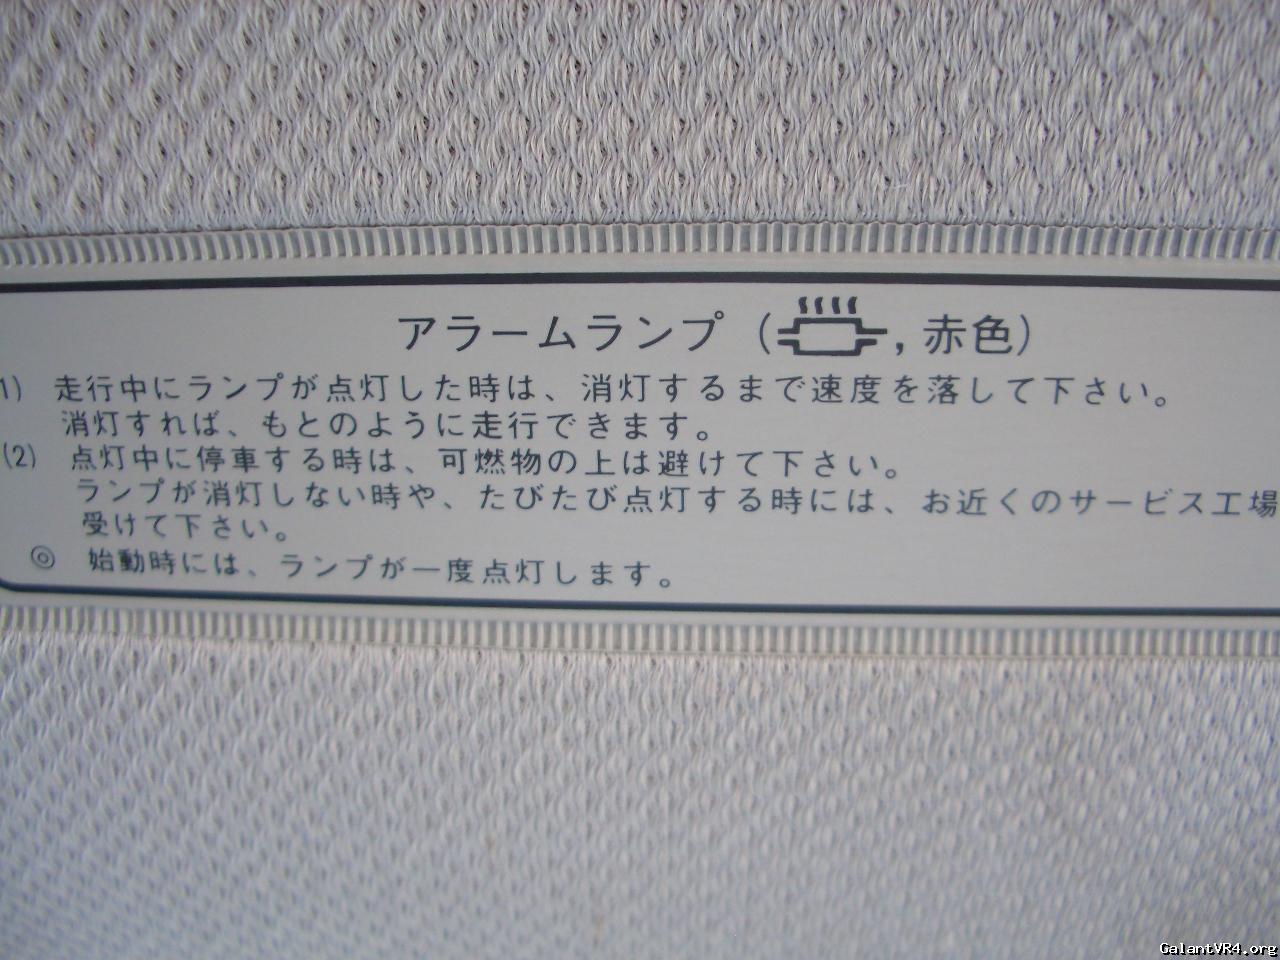 アラームランプ（ , 赤色）
1) 走行中にランプが点灯した時は、消灯するまで速度を落して下さい。
消灯すれば、もとのように走行できます。
(2) 点灯中に停車する時は、可燃物の上は避けて下さい。
ランプが消灯しない時や、たびたび点灯する時には、お近くのサービス工場
受けて下さい。
◎ 始動時には、ランプが一度点灯します。
GalantVR4.org